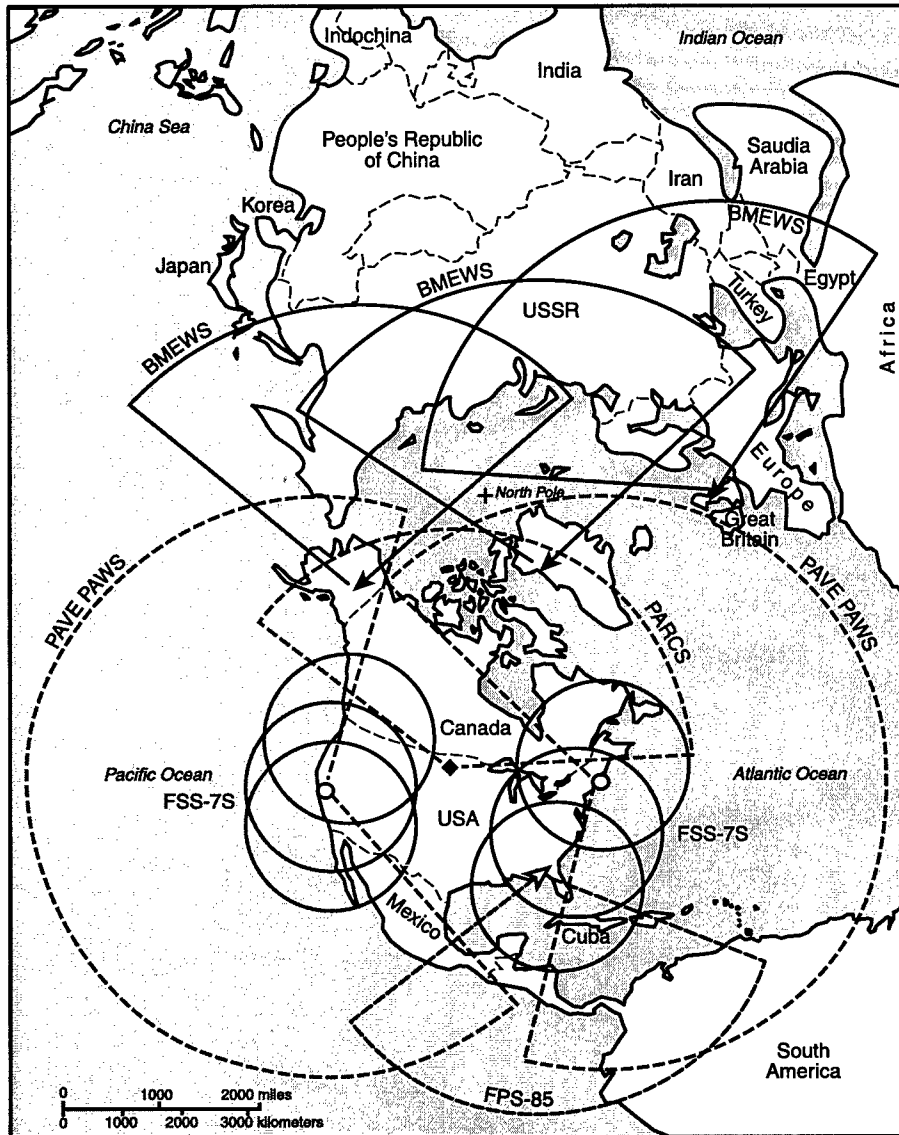 Indochina
Indian Ocean
India
China Sea
People's Republic
of China
Saudia
Arabia
Iran
Korea
BMEWS
Japan
BMEWS
Egypt
USSR
Turkey
BMEWS
Africa
Europe
North Pole
Great
Britain
PAVE PAWS
PARCS
PAVE PAWS
Canada
Pacific Ocean
Atlantic Ocean
FSS-7S
USA
FSS-7S
Mexico
Cuba
South
America
FPS-85
0 1000 2000 miles
0 1000 2000 3000 kilometers